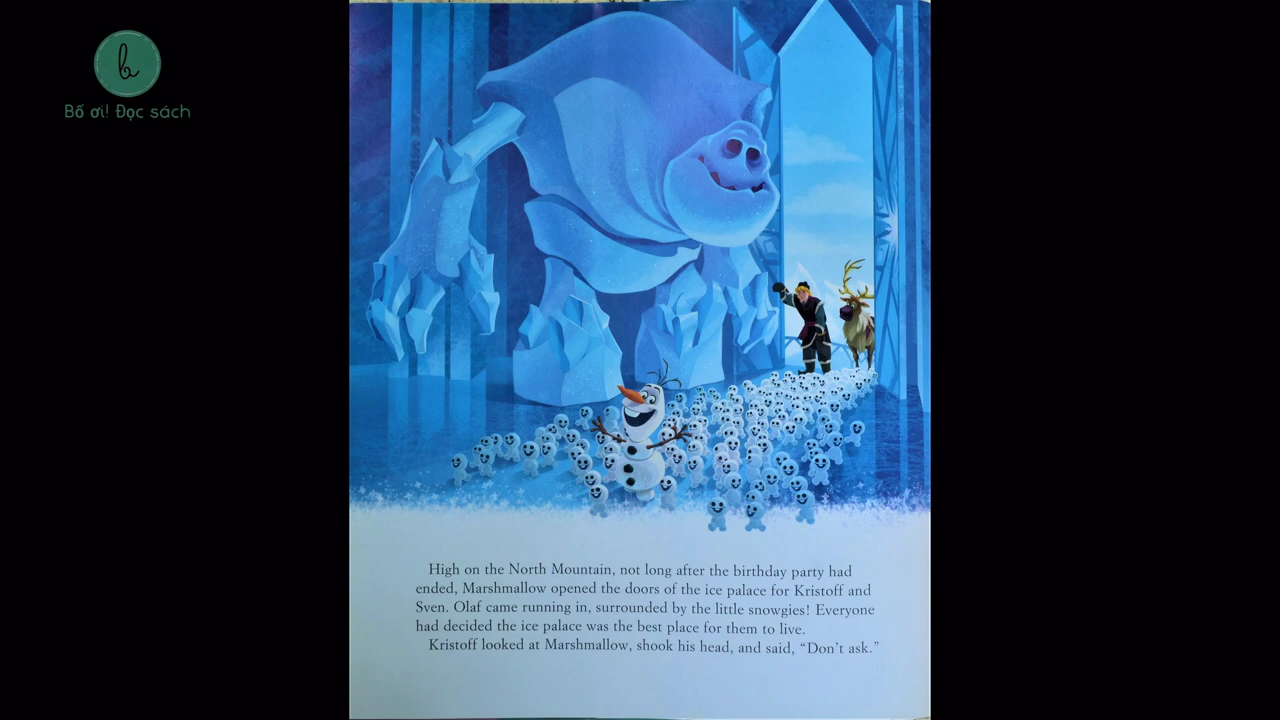 b
Bố ơi! Đọc sách
High on the North Mountain, not long after the birthday party had
ended, Marshmallow opened the doors of the ice palace for Kristoff and
Sven. Olaf came running in, surrounded by the little snowgies! Everyone
had decided the ice palace was the best place for them to live.
Kristoff looked at Marshmallow, shook his head, and said, “Don’t ask.”